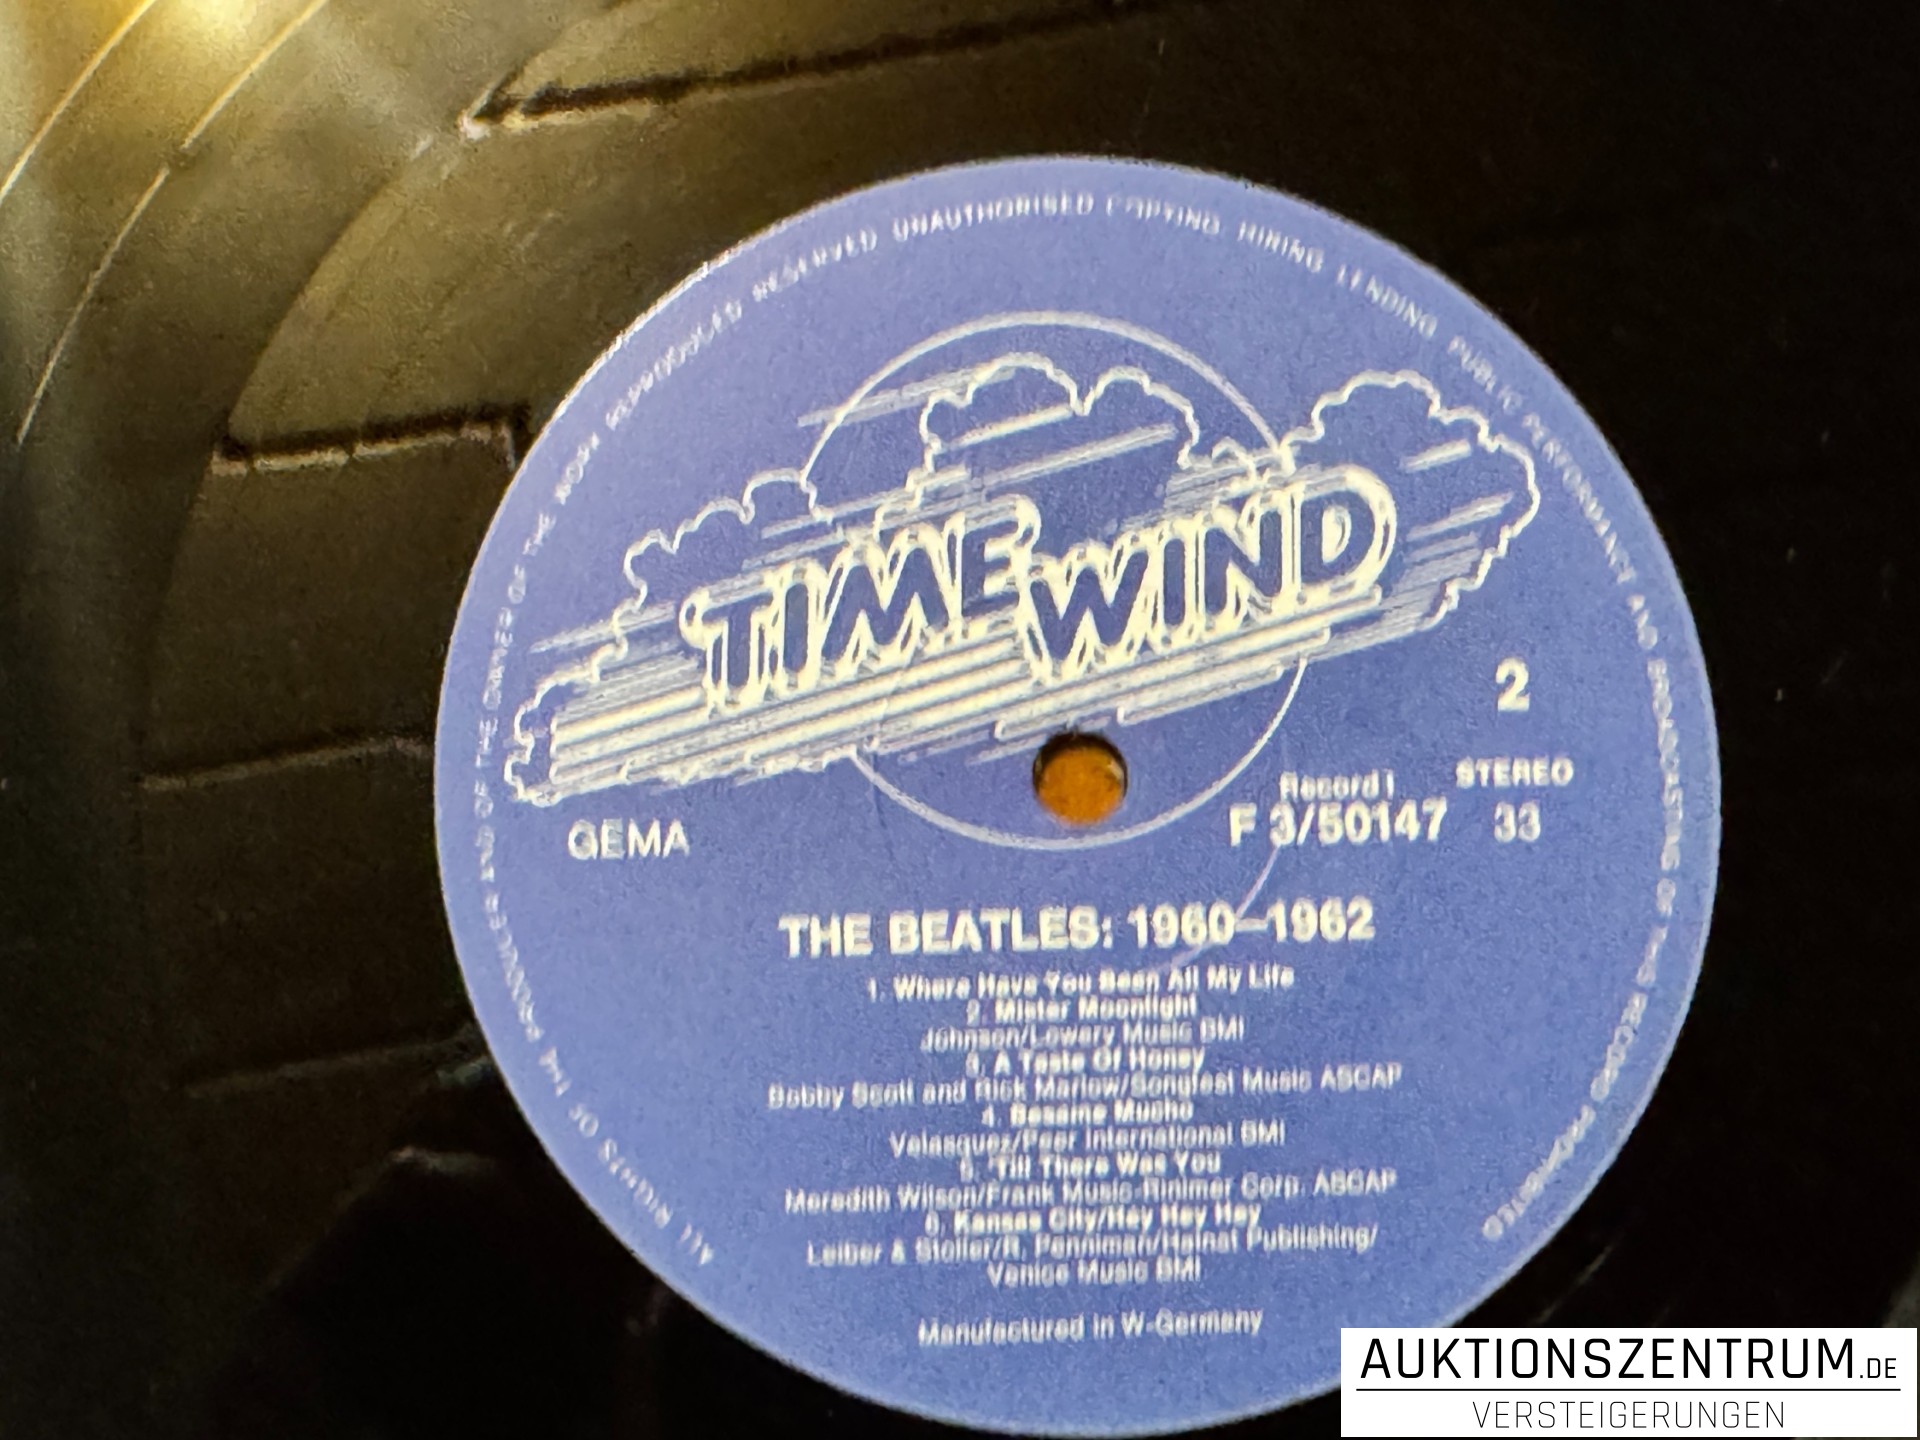 ALL RIGHTS OF THE PRODUCER AND OF THE OWNER OF THE WORK REPRODUCED RESERVED UNAUTHORISED COPYING HIRING LENDING PUBLIC PERFORMANCE AND BROADCASTING OF THIS RECORD PROHIBITED
TIMEWIND
2
Record 1 STEREO
GEMA F 3/50147 33
THE BEATLES: 1960–1962
1. Where Have You Been All My Life
2. Mister Moonlight
Johnson/Lowery Music BMI
3. A Taste Of Honey
Bobby Scott and Rick Marlow/Songfest Music ASCAP
4. Besame Mucho
Velasquez/Peer International BMI
5. 'Till There Was You
Meredith Wilson/Frank Music-Rinimer Corp. ASCAP
6. Kansas City/Hey Hey Hey
Leiber & Stoller/R. Penniman/Halnat Publishing/
Venice Music BMI
Manufactured in W-Germany
AUKTIONSZENTRUM.DE
VERSTEIGERUNGEN